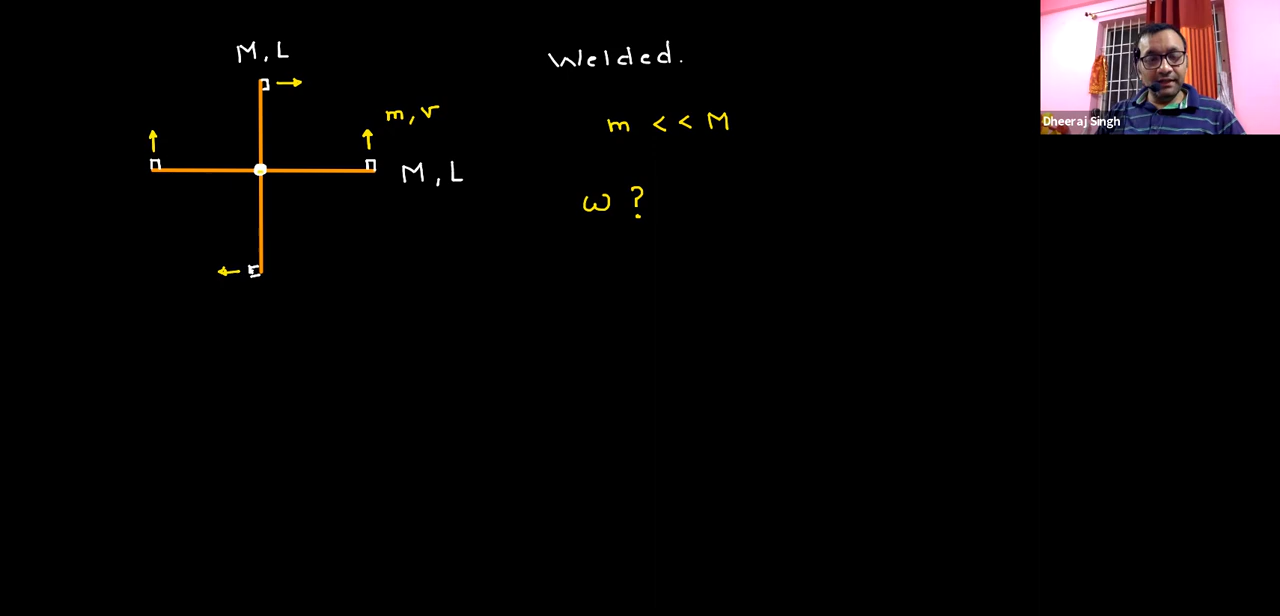 M, L
Welded.
m, v
m << M
M, L
ω ?
Dheeraj Singh